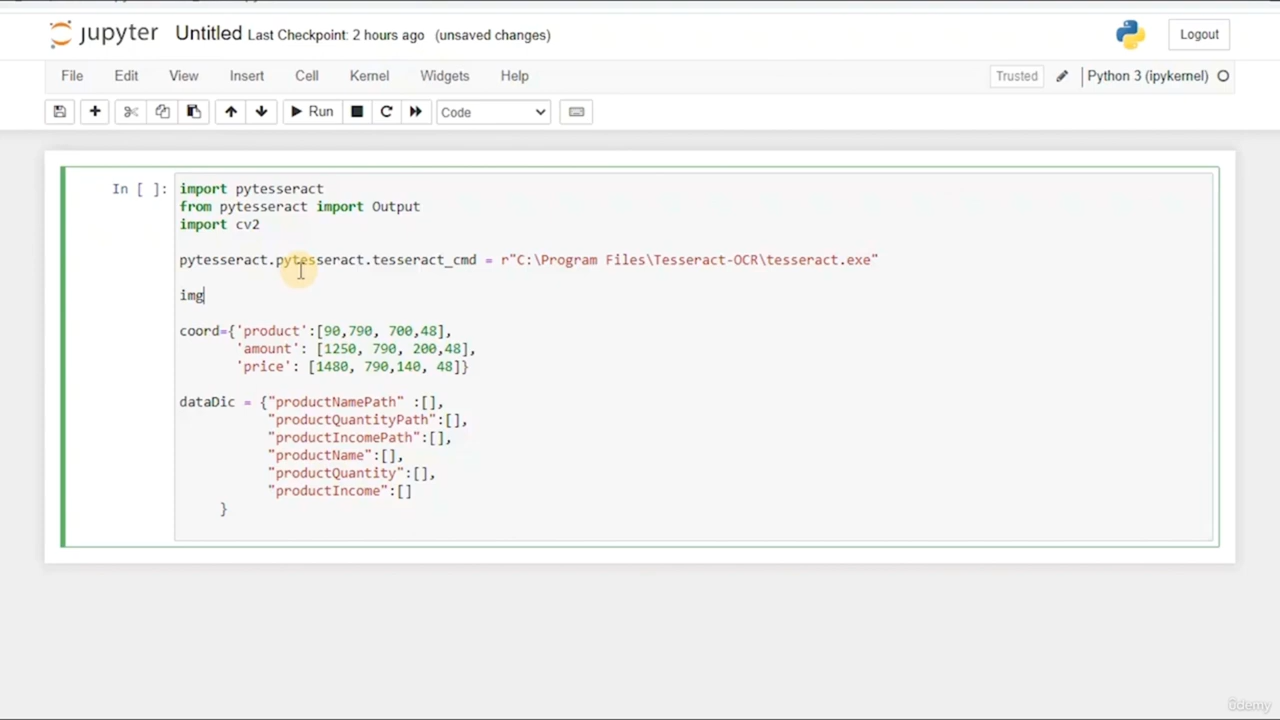 jupyter Untitled Last Checkpoint: 2 hours ago (unsaved changes) Logout
File Edit View Insert Cell Kernel Widgets Help Trusted Python 3 (ipykernel)
Run Code
In [ ]: import pytesseract
from pytesseract import Output
import cv2
pytesseract.pytesseract.tesseract_cmd = r"C:\Program Files\Tesseract-OCR\tesseract.exe"
img
coord={'product':[90,790, 700,48],
'amount': [1250, 790, 200,48],
'price': [1480, 790,140, 48]}
dataDic = {"productNamePath" :[],
"productQuantityPath":[],
"productIncomePath":[],
"productName":[],
"productQuantity":[],
"productIncome":[]
}
ûdemy